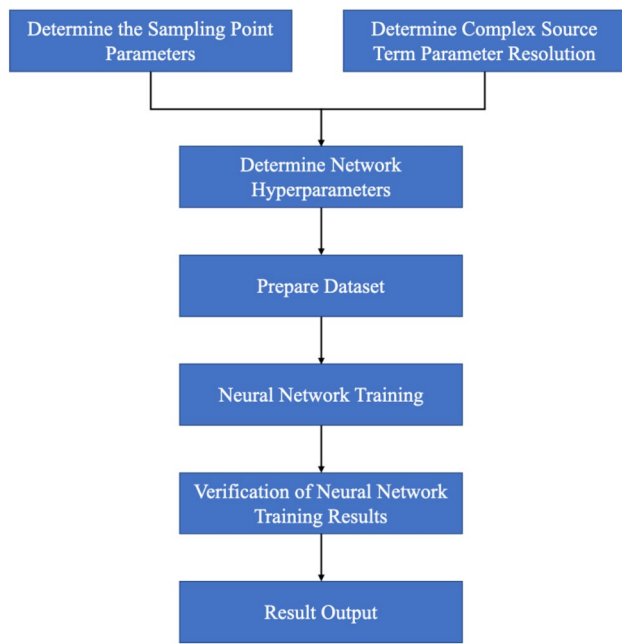 Determine the Sampling Point
Parameters
Determine Complex Source
Term Parameter Resolution
Determine Network
Hyperparameters
Prepare Dataset
Neural Network Training
Verification of Neural Network
Training Results
Result Output